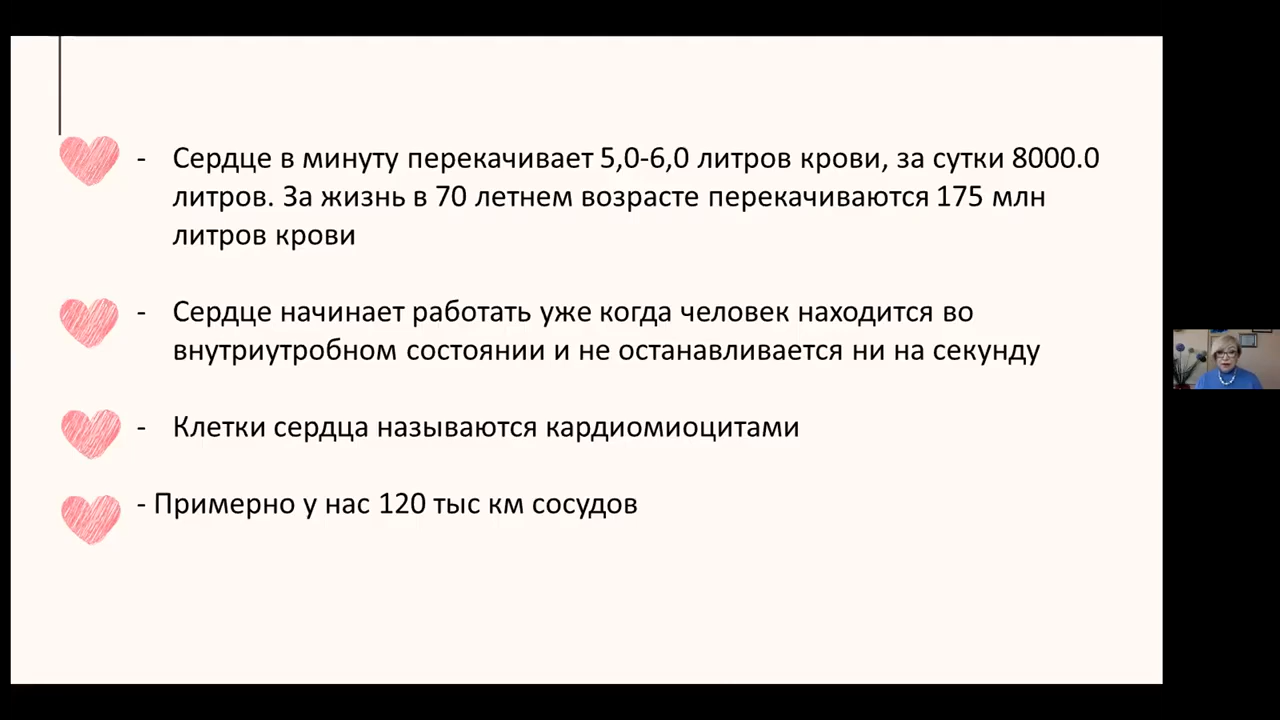 - Сердце в минуту перекачивает 5,0-6,0 литров крови, за сутки 8000.0
литров. За жизнь в 70 летнем возрасте перекачиваются 175 млн
литров крови
- Сердце начинает работать уже когда человек находится во
внутриутробном состоянии и не останавливается ни на секунду
- Клетки сердца называются кардиомиоцитами
- Примерно у нас 120 тыс км сосудов